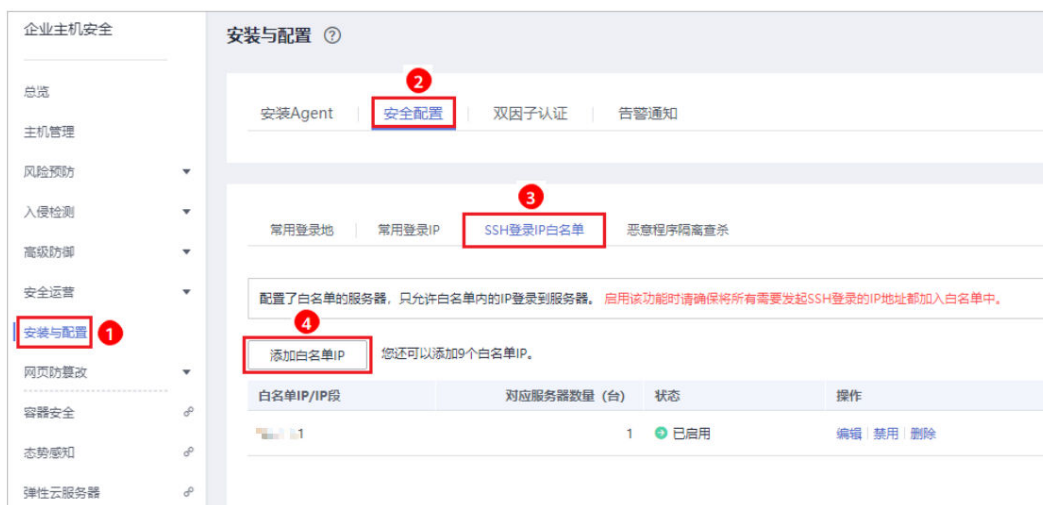 企业主机安全
总览
主机管理
风险预防
入侵检测
高级防御
安全运营
安装与配置 1
网页防篡改
容器安全
态势感知
弹性云服务器
安装与配置 ?
2
安装Agent 安全配置 双因子认证 告警通知
3
常用登录地 常用登录IP SSH登录IP白名单 恶意程序隔离查杀
配置了白名单的服务器，只允许白名单内的IP登录到服务器。 启用该功能时请确保将所有需要发起SSH登录的IP地址都加入白名单中。
4
添加白名单IP 您还可以添加9个白名单IP。
白名单IP/IP段 对应服务器数量（台） 状态 操作
1 1 已启用 编辑 禁用 删除